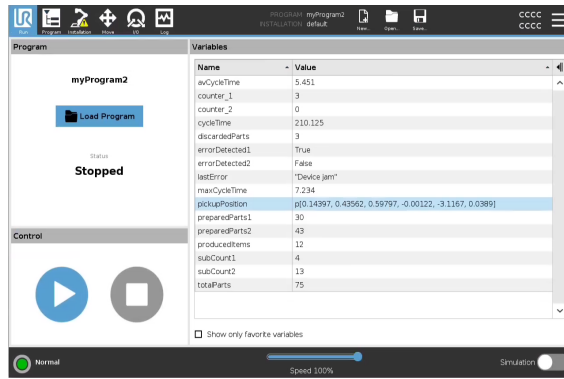 UR
Run
Program
Installation
Move
I/O
Log
PROGRAM myProgram2
INSTALLATION default
New...
Open...
Save...
cccc
cccc
Program
myProgram2
Load Program
Status
Stopped
Control
Variables
Name Value
avCycleTime 5.451
counter_1 3
counter_2 0
cycleTime 210.125
discardedParts 3
errorDetected1 True
errorDetected2 False
lastError "Device jam"
maxCycleTime 7.234
pickupPosition p[0.14397, 0.43562, 0.59797, -0.00122, -3.1167, 0.0389]
preparedParts1 30
preparedParts2 43
producedItems 12
subCount1 4
subCount2 13
totalParts 75
Show only favorite variables
Normal
Speed 100%
Simulation